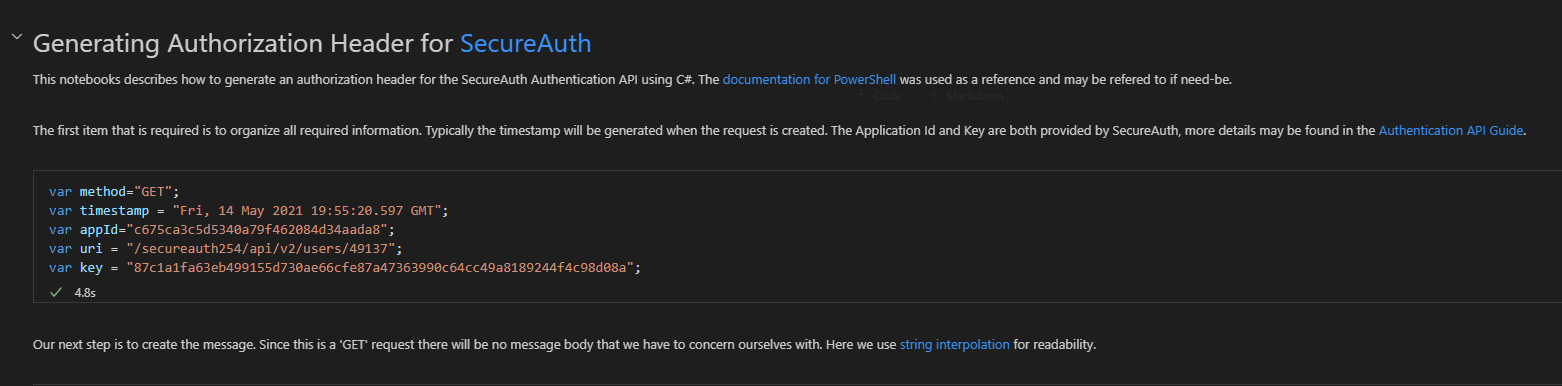 Generating Authorization Header for SecureAuth
This notebooks describes how to generate an authorization header for the SecureAuth Authentication API using C#. The documentation for PowerShell was used as a reference and may be refered to if need-be.
+ Code + Markdown
The first item that is required is to organize all required information. Typically the timestamp will be generated when the request is created. The Application Id and Key are both provided by SecureAuth, more details may be found in the Authentication API Guide.
var method="GET";
var timestamp = "Fri, 14 May 2021 19:55:20.597 GMT";
var appId="c675ca3c5d5340a79f462084d34aada8";
var uri = "/secureauth254/api/v2/users/49137";
var key = "87c1a1fa63eb499155d730ae66cfe87a47363990c64cc49a8189244f4c98d08a";
4.8s
Our next step is to create the message. Since this is a 'GET' request there will be no message body that we have to concern ourselves with. Here we use string interpolation for readability.